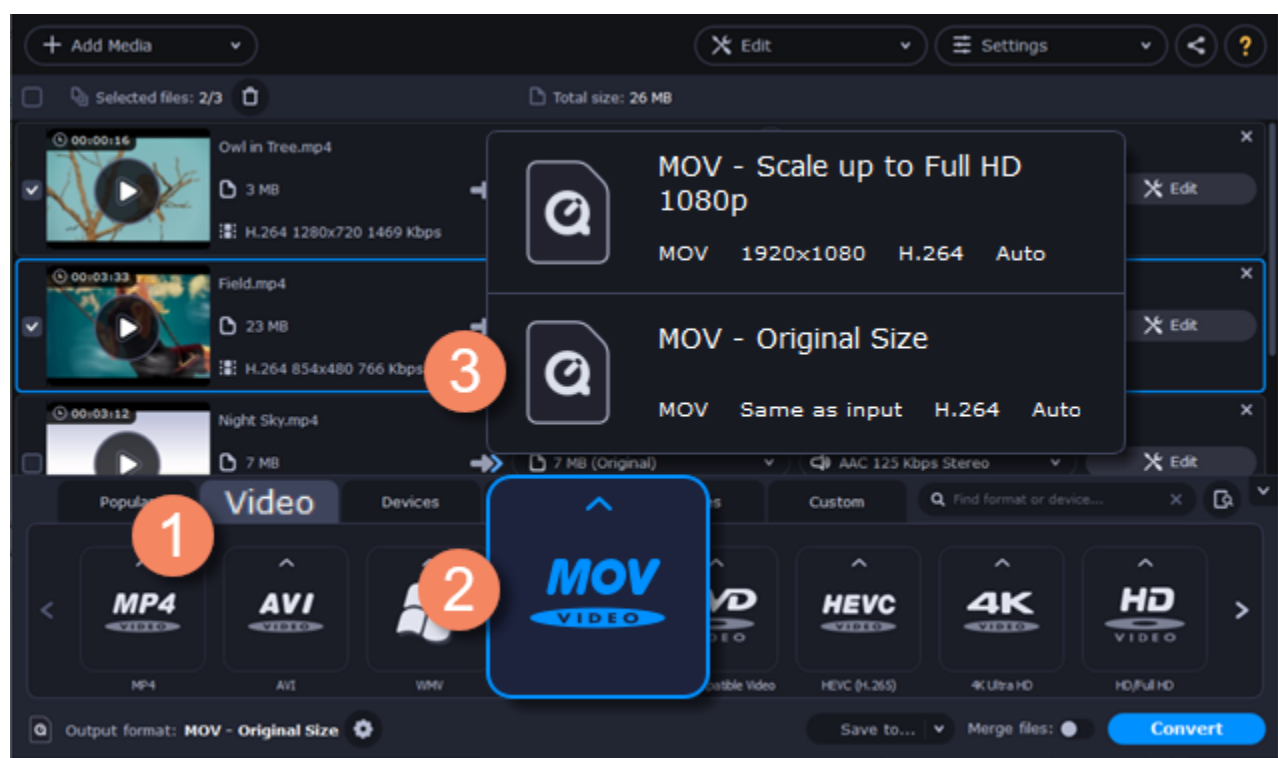 Add Media
Edit
Settings
?
Selected files: 2/3
Total size: 26 MB
00:00:16
Owl in Tree.mp4
3 MB
H.264 1280x720 1469 Kbps
Edit
MOV - Scale up to Full HD
1080p
MOV 1920x1080 H.264 Auto
00:03:33
Field.mp4
23 MB
H.264 854x480 766 Kbps
Edit
3
MOV - Original Size
MOV Same as input H.264 Auto
00:03:12
Night Sky.mp4
7 MB
7 MB (Original)
AAC 125 Kbps Stereo
Edit
1
Video
Devices
Custom
Find format or device...
2
MP4 VIDEO
AVI VIDEO
MOV VIDEO
HEVC VIDEO
4K VIDEO
HD VIDEO
MP4
AVI
WMV
Video
HEVC (H.265)
4K Ultra HD
HD/Full HD
Output format: MOV - Original Size
Save to...
Merge files:
Convert